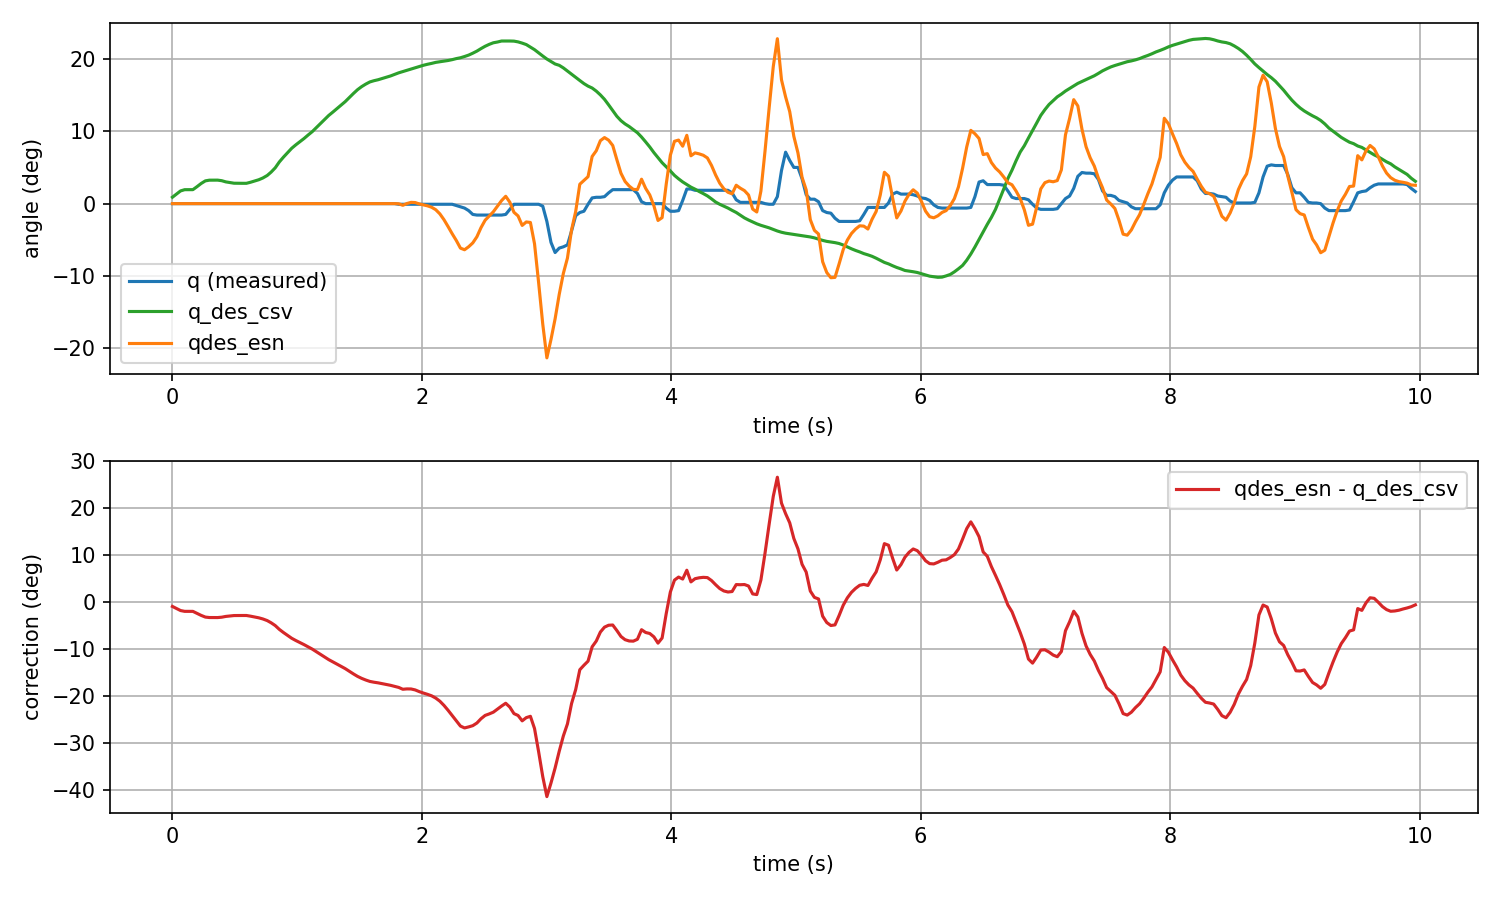 20
10
0
−10
−20
angle (deg)
q (measured)
q_des_csv
qdes_esn
0 2 4 6 8 10
time (s)
30
20
10
0
−10
−20
−30
−40
correction (deg)
qdes_esn - q_des_csv
0 2 4 6 8 10
time (s)